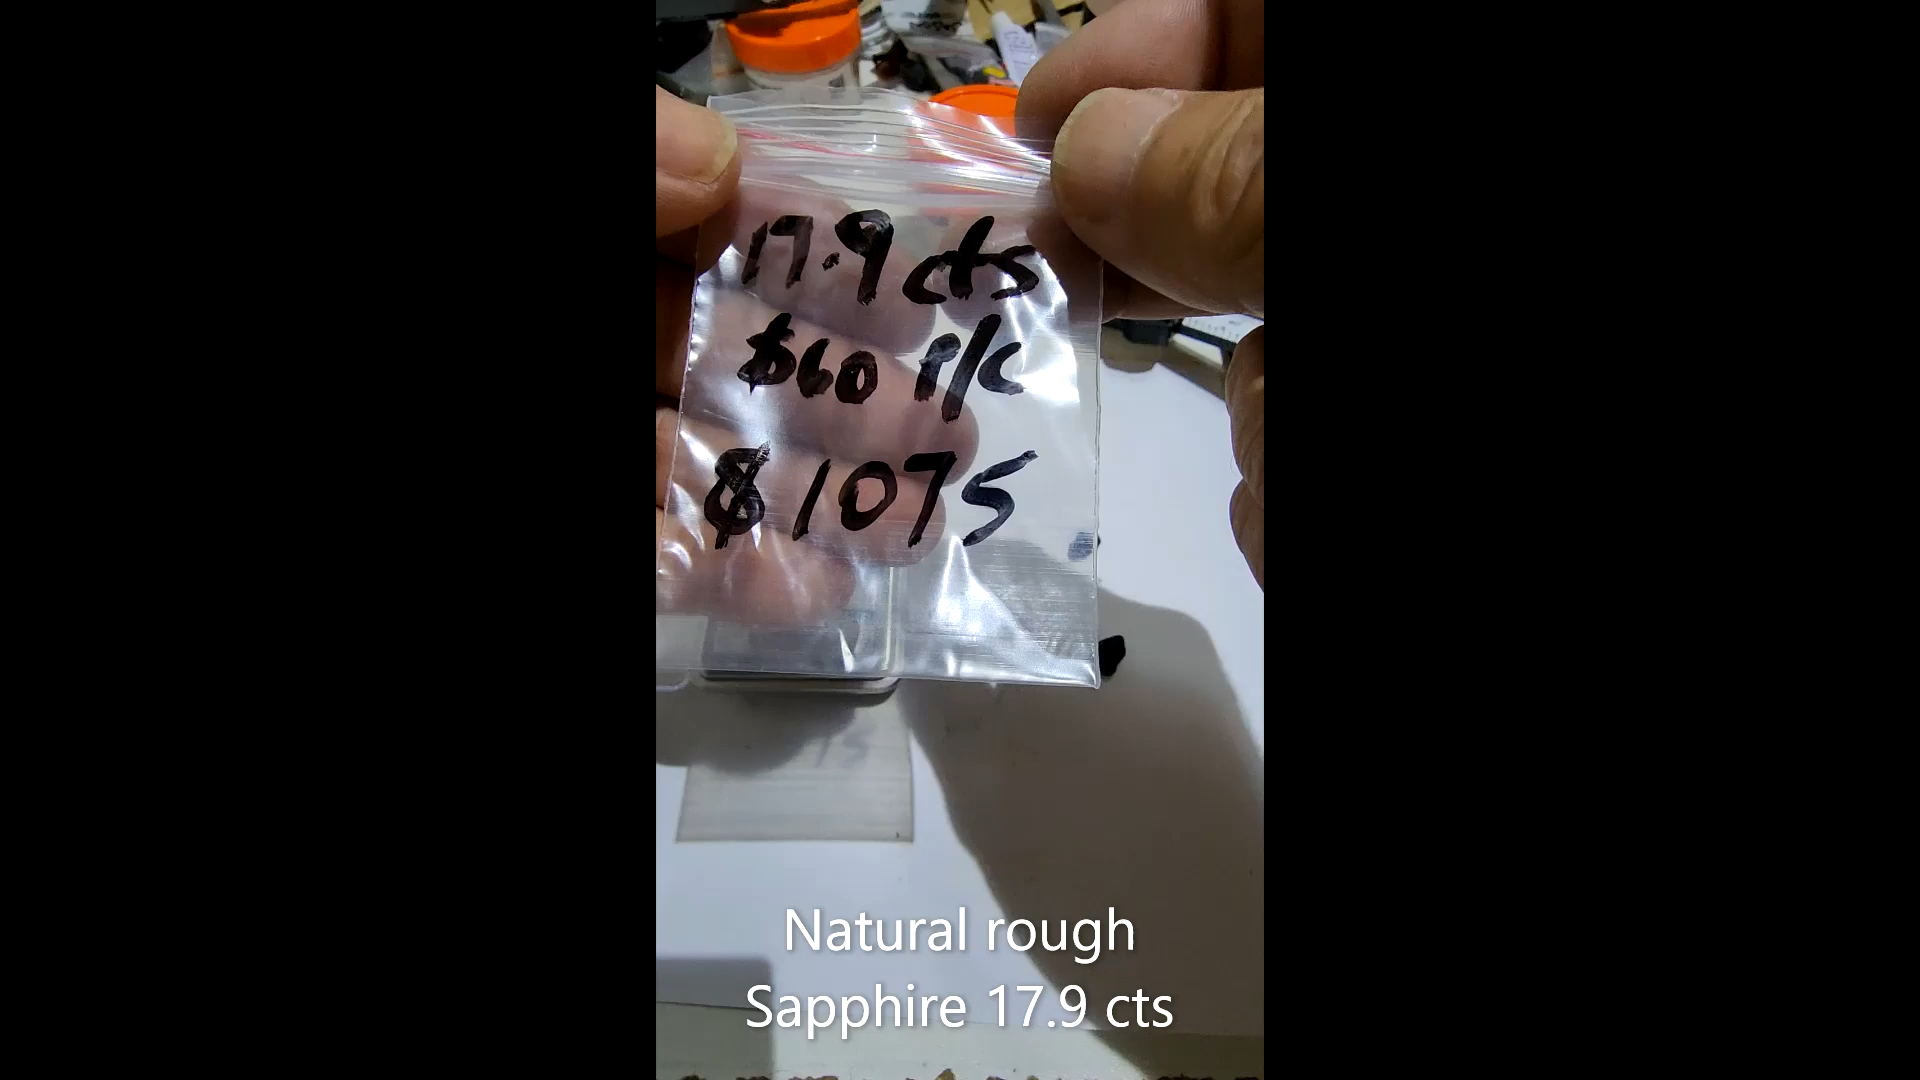 17.9 cts
$60 P/C
$1075
Natural rough
Sapphire 17.9 cts